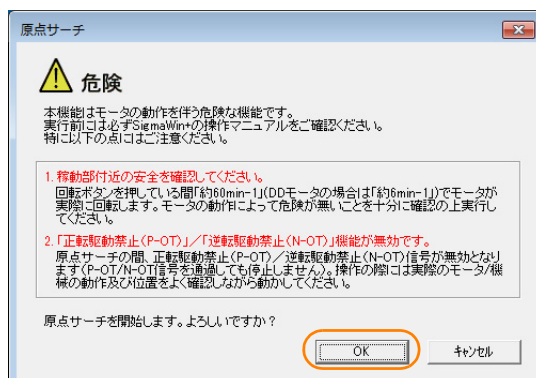 原点サーチ
危険
本機能はモータの動作を伴う危険な機能です。
実行前には必ずSigmaWin+の操作マニュアルをご確認ください。
特に以下の点にはご注意ください。
1. 稼動部付近の安全を確認してください。
回転ボタンを押している間「約60min-1」(DDモータの場合は「約6min-1」)でモータが
実際に回転します。モータの動作によって危険が無いことを十分に確認の上実行し
てください。
2. 「正転駆動禁止(P-OT)」/「逆転駆動禁止(N-OT)」機能が無効です。
原点サーチの間、正転駆動禁止(P-OT)/逆転駆動禁止(N-OT)信号が無効となり
ます(P-OT/N-OT信号を通過しても停止しません)。操作の際には実際のモータ/機
械の動作及び位置をよく確認しながら動かしてください。
原点サーチを開始します。よろしいですか?
OK
キャンセル